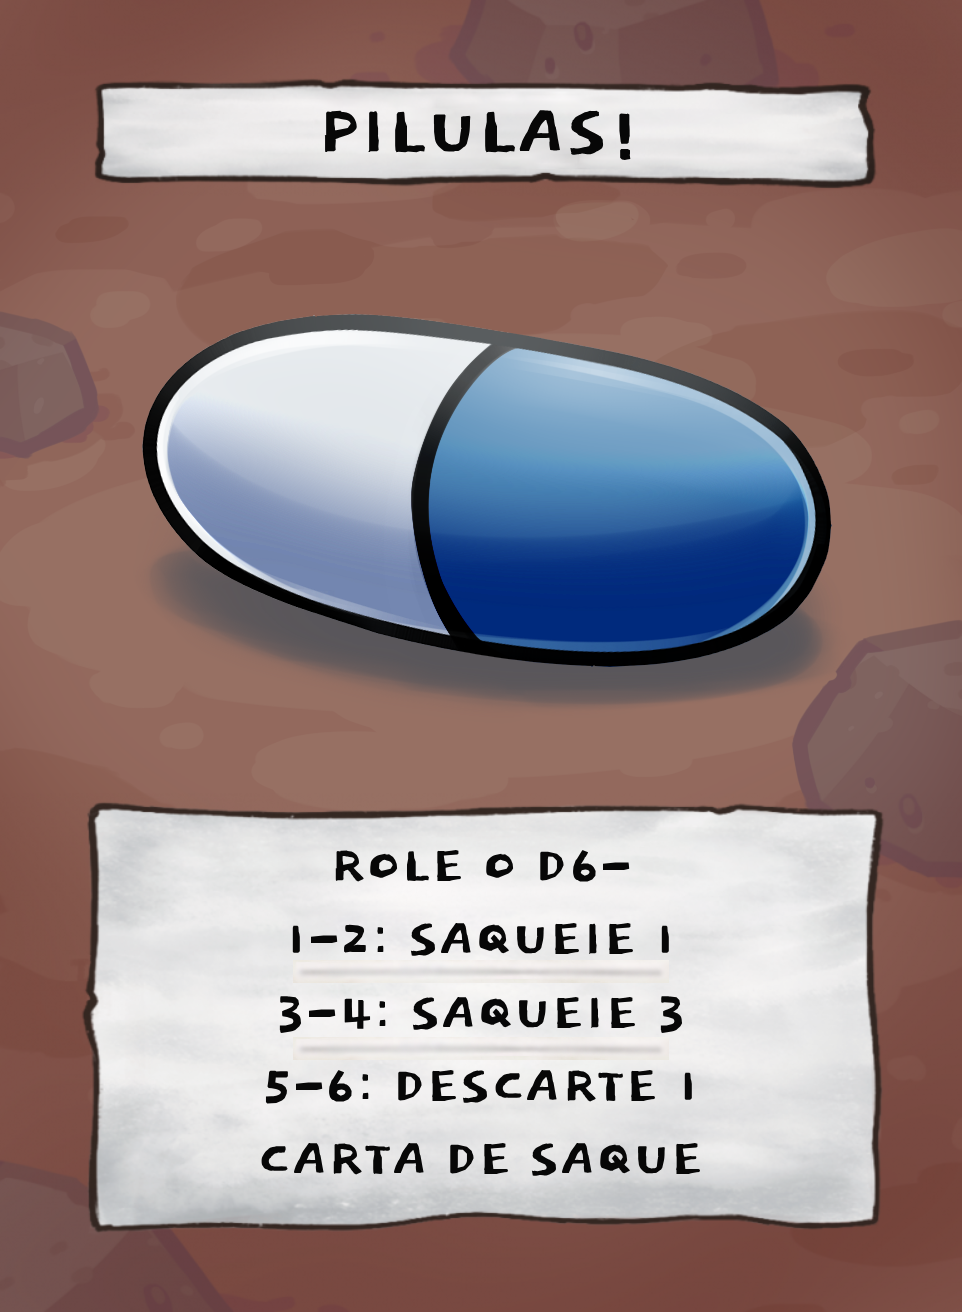 PILULAS!
ROLE O D6-
1-2: SAQUEIE 1
3-4: SAQUEIE 3
5-6: DESCARTE 1
CARTA DE SAQUE